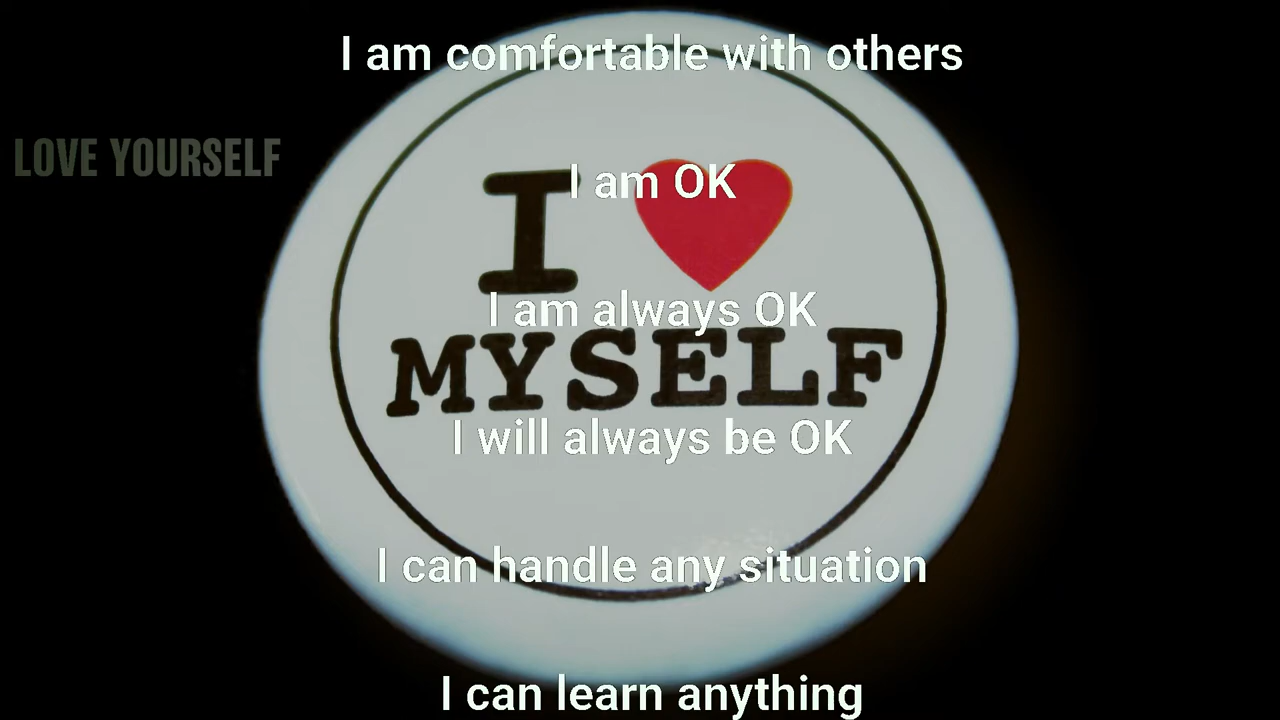 I am comfortable with others
LOVE YOURSELF
I am OK
I ❤
I am always OK
MYSELF
I will always be OK
I can handle any situation
I can learn anything